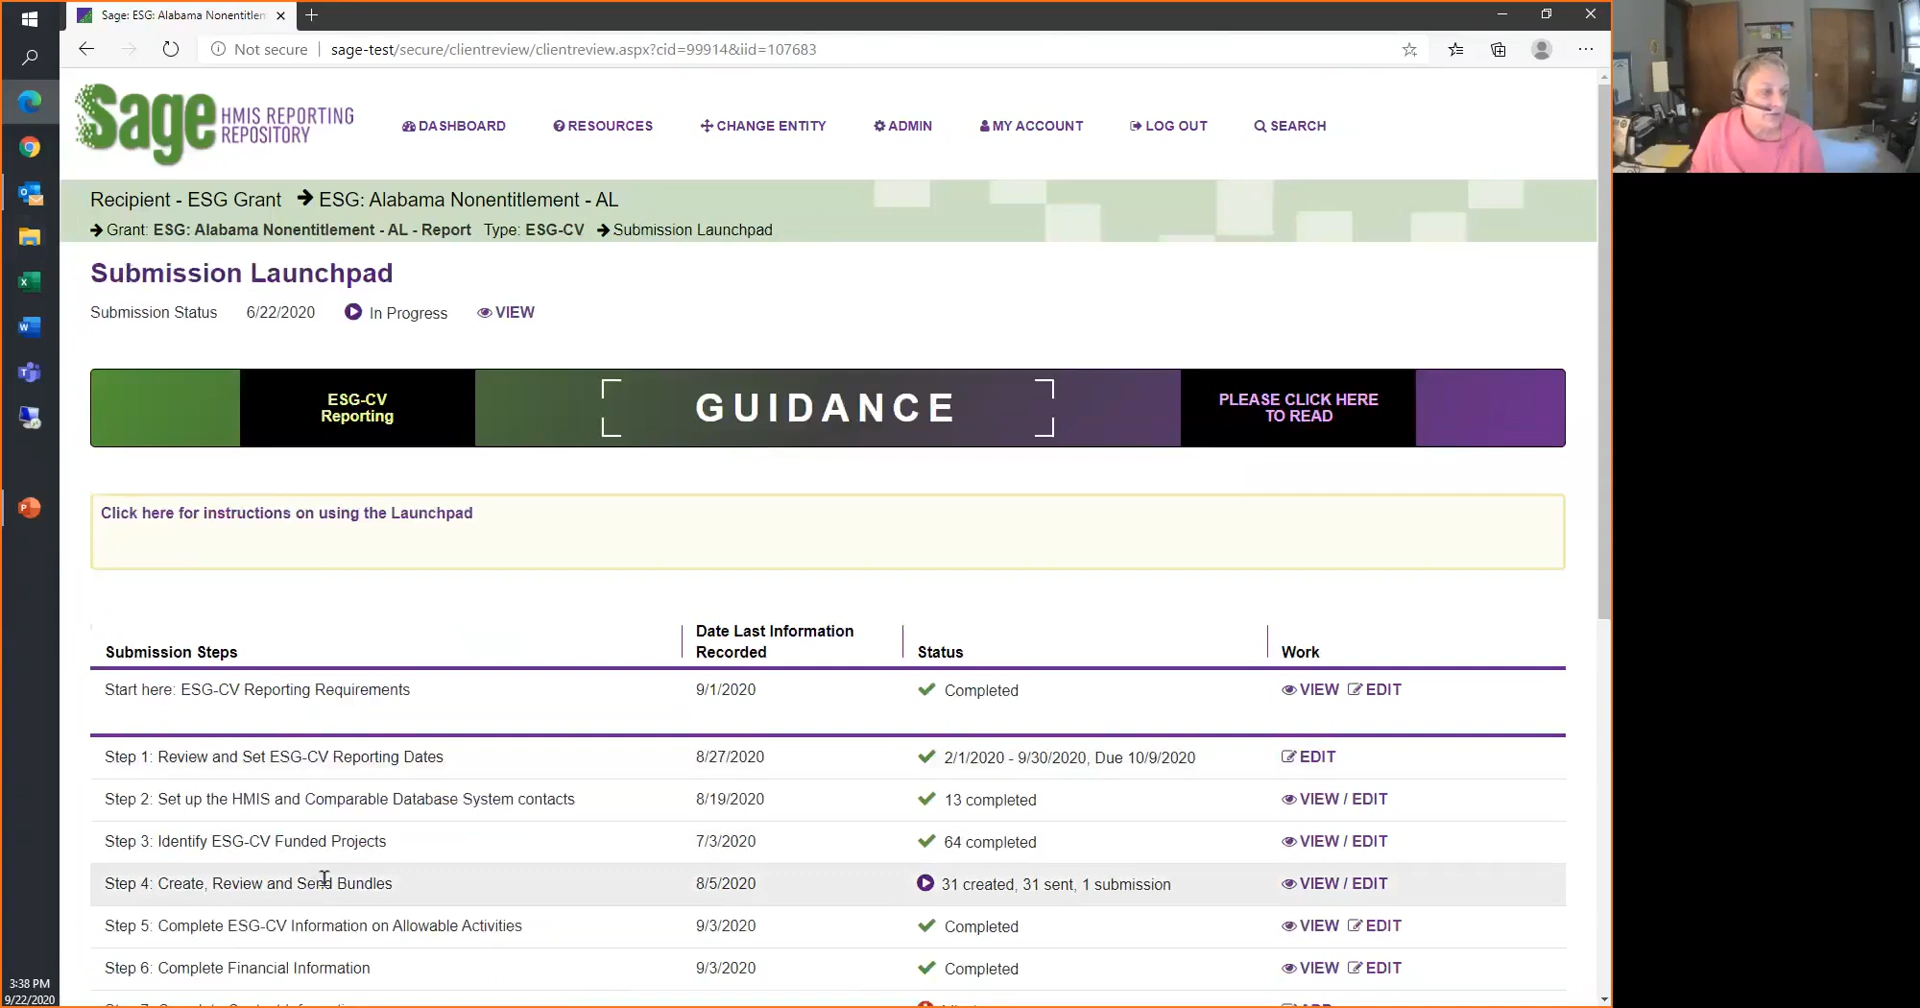 Sage: ESG: Alabama Nonentitlem
Not secure sage-test/secure/clientreview/clientreview.aspx?cid=99914&iid=107683
Sage HMIS REPORTING REPOSITORY
DASHBOARD RESOURCES CHANGE ENTITY ADMIN MY ACCOUNT LOG OUT SEARCH
Recipient - ESG Grant ESG: Alabama Nonentitlement - AL
Grant: ESG: Alabama Nonentitlement - AL - Report Type: ESG-CV Submission Launchpad
Submission Launchpad
Submission Status 6/22/2020 In Progress VIEW
ESG-CV Reporting
GUIDANCE
PLEASE CLICK HERE TO READ
Click here for instructions on using the Launchpad
Submission Steps Date Last Information Recorded Status Work
Start here: ESG-CV Reporting Requirements 9/1/2020 Completed VIEW EDIT
Step 1: Review and Set ESG-CV Reporting Dates 8/27/2020 2/1/2020 - 9/30/2020, Due 10/9/2020 EDIT
Step 2: Set up the HMIS and Comparable Database System contacts 8/19/2020 13 completed VIEW / EDIT
Step 3: Identify ESG-CV Funded Projects 7/3/2020 64 completed VIEW / EDIT
Step 4: Create, Review and Send Bundles 8/5/2020 31 created, 31 sent, 1 submission VIEW / EDIT
Step 5: Complete ESG-CV Information on Allowable Activities 9/3/2020 Completed VIEW EDIT
Step 6: Complete Financial Information 9/3/2020 Completed VIEW EDIT
3:38 PM
9/22/2020